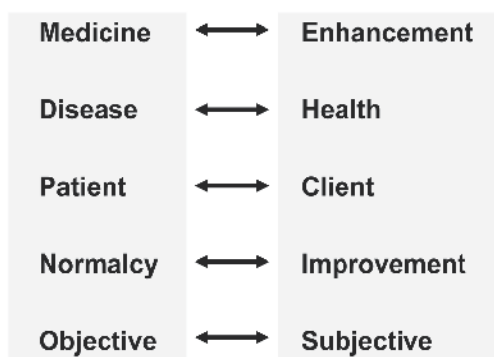 Medicine Enhancement
Disease Health
Patient Client
Normalcy Improvement
Objective Subjective